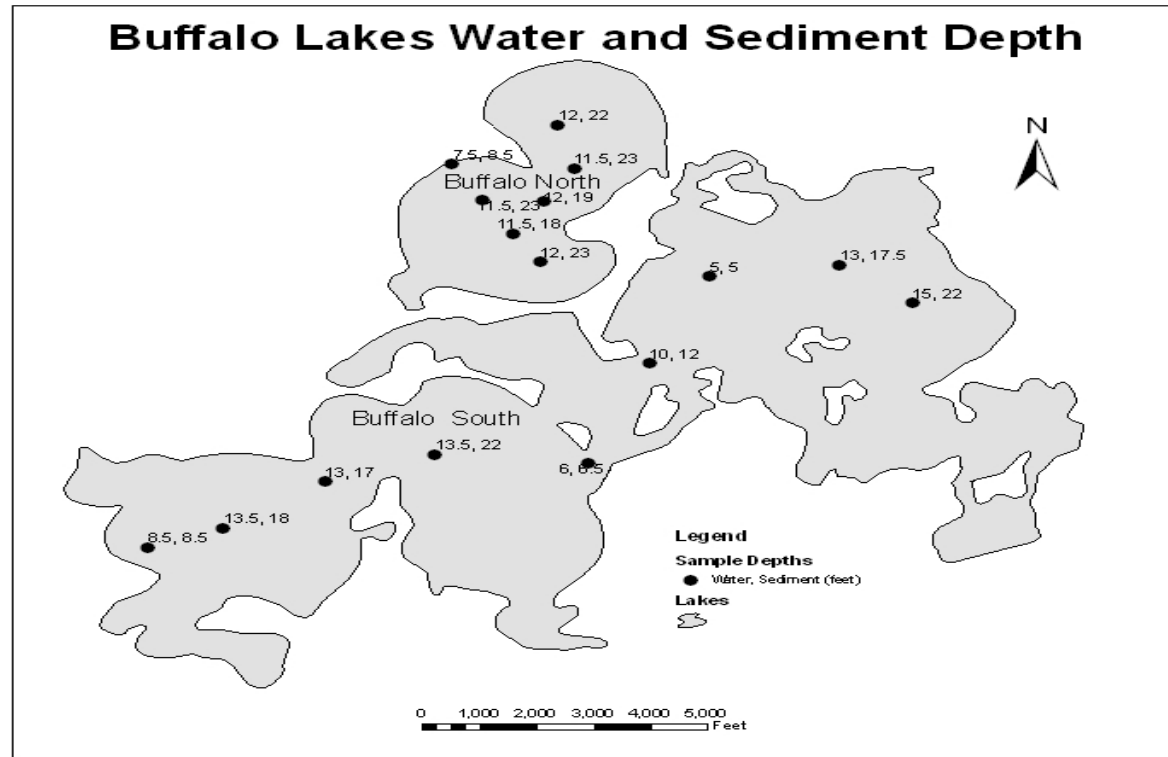 Buffalo Lakes Water and Sediment Depth
N
12, 22
7.5, 8.5
11.5, 23
Buffalo North
12, 19
11.5, 23
11.5, 18
12, 23
5, 5
13, 17.5
15, 22
10, 12
Buffalo South
13.5, 22
6, 6.5
13, 17
13.5, 18
8.5, 8.5
Legend
Sample Depths
Water, Sediment (feet)
Lakes
0 1,000 2,000 3,000 4,000 5,000
Feet